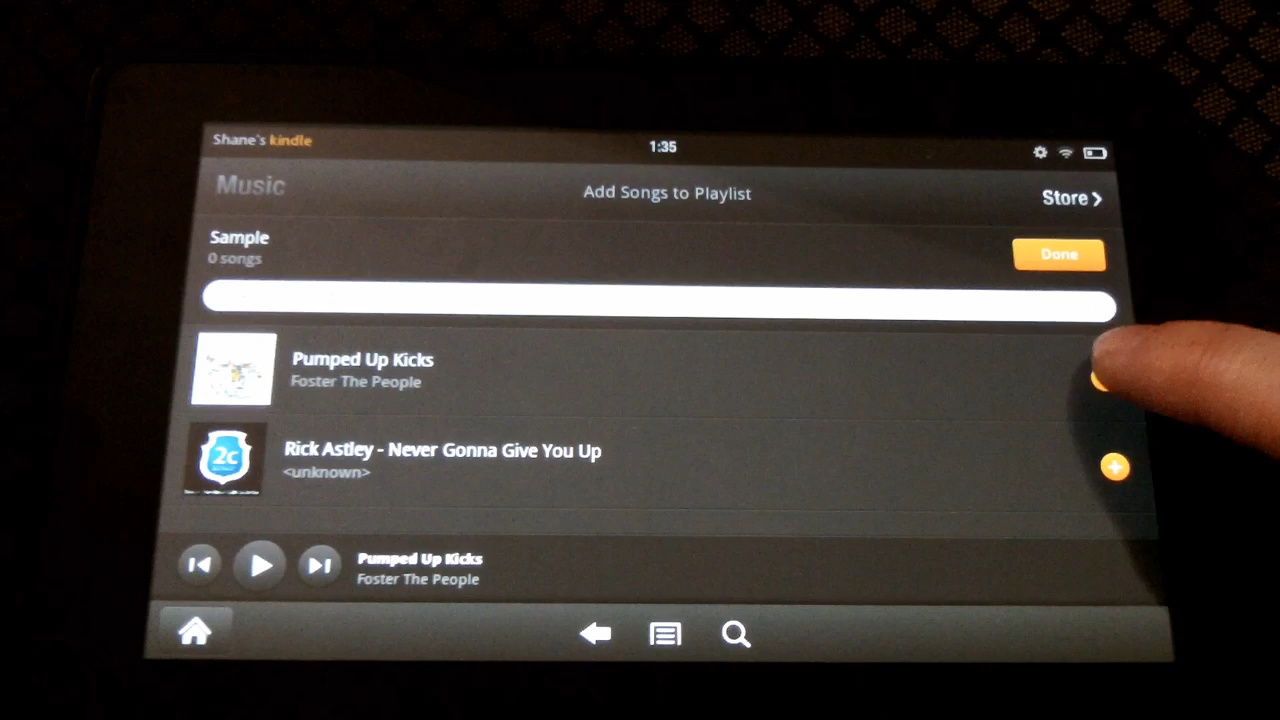 Shane's kindle
1:35
Music
Add Songs to Playlist
Store
Sample
0 songs
Done
Pumped Up Kicks
Foster The People
2c
Rick Astley - Never Gonna Give You Up
<unknown>
Pumped Up Kicks
Foster The People